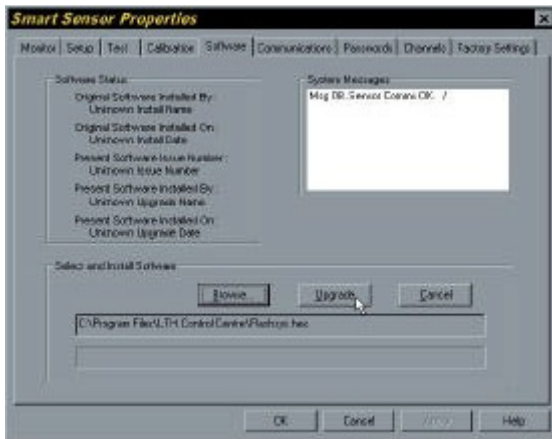 Smart Sensor Properties
Monitor Setup Test Calibration Software Communications Passwords Channels Factory Settings
Software Status
Original Software Installed By:
Unknown Install Name
Original Software Installed On:
Unknown Install Date
Present Software Issue Number:
Unknown Issue Number
Present Software Installed By:
Unknown Upgrade Name
Present Software Installed On:
Unknown Upgrade Date
System Messages
Msg 08. Sensor Comms OK. /
Select and Install Software
Browse... Upgrade Cancel
C:\Program Files\LTH Control Centre\Flashsys.hex
OK Cancel Apply Help